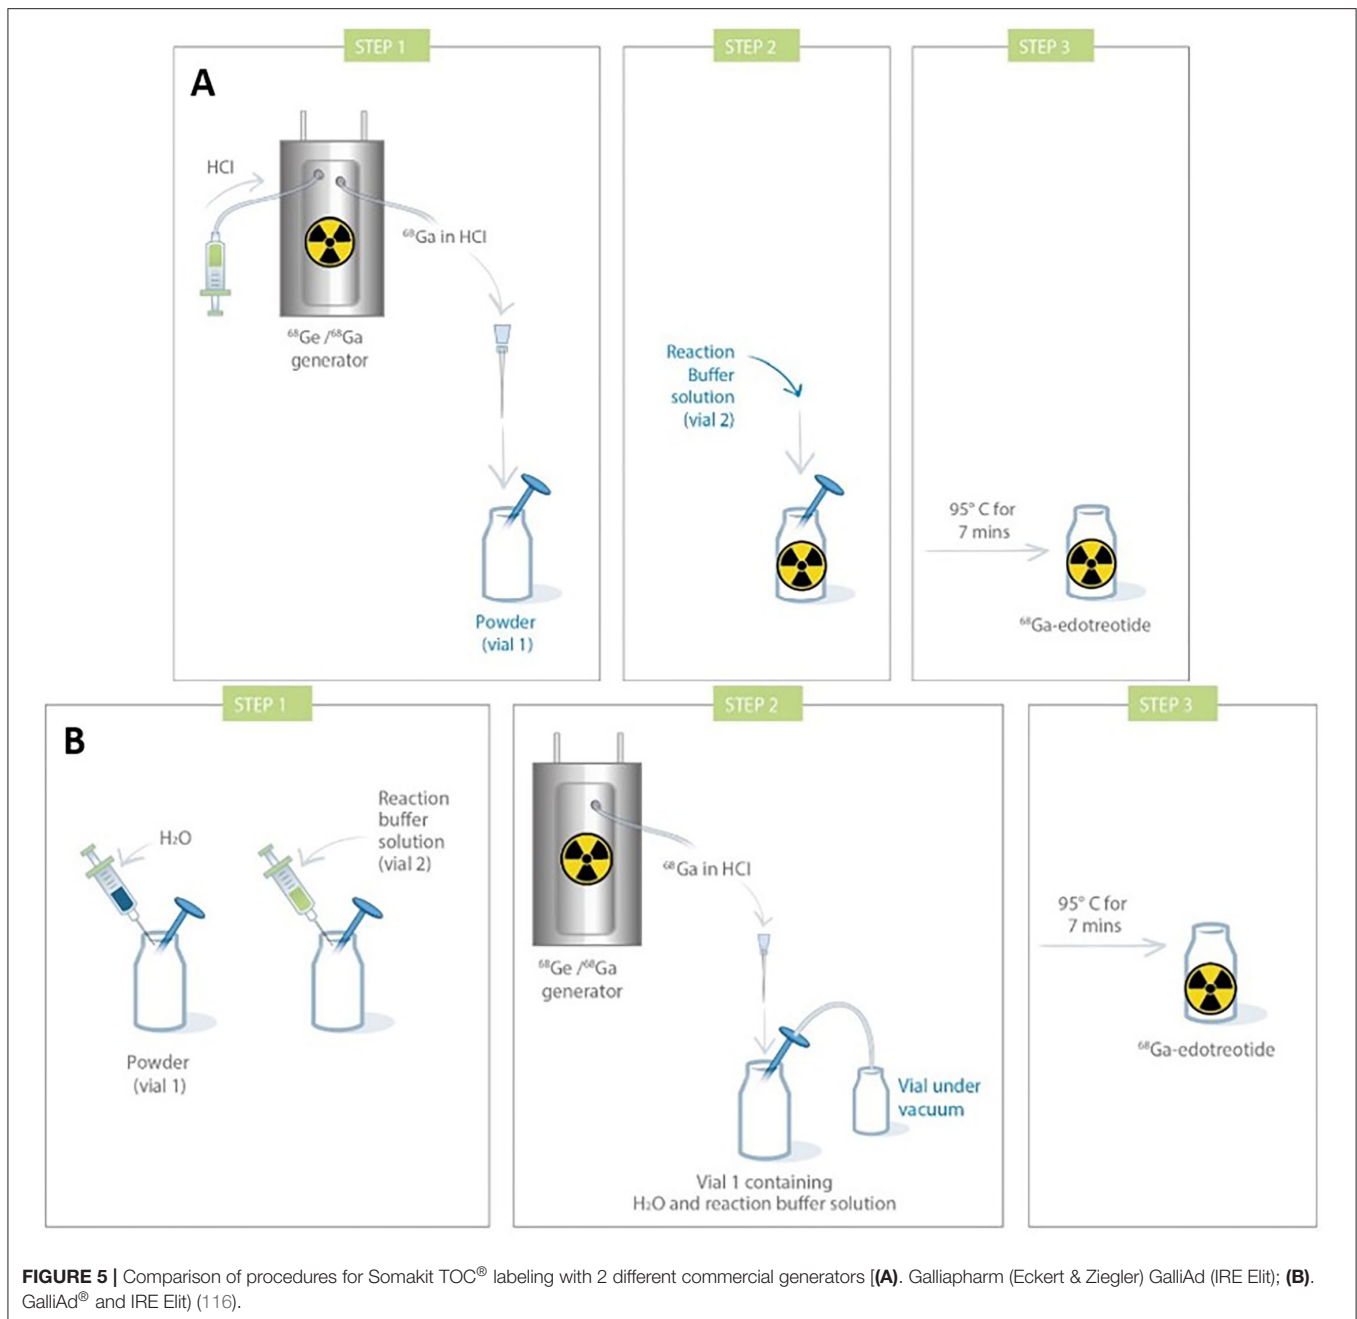 STEP 1
STEP 2
STEP 3
A
HCl
⁶⁸Ga in HCl
⁶⁸Ge /⁶⁸Ga
generator
Powder
(vial 1)
Reaction
Buffer
solution
(vial 2)
95° C for
7 mins
⁶⁸Ga-edotreotide
STEP 1
STEP 2
STEP 3
B
H₂O
Reaction
buffer
solution
(vial 2)
Powder
(vial 1)
⁶⁸Ga in HCl
⁶⁸Ge /⁶⁸Ga
generator
Vial under
vacuum
Vial 1 containing
H₂O and reaction buffer solution
95° C for
7 mins
⁶⁸Ga-edotreotide
FIGURE 5 | Comparison of procedures for Somakit TOC® labeling with 2 different commercial generators [(A). Galliapharm (Eckert & Ziegler) GalliAd (IRE Elit); (B).
GalliAd® and IRE Elit) (116).